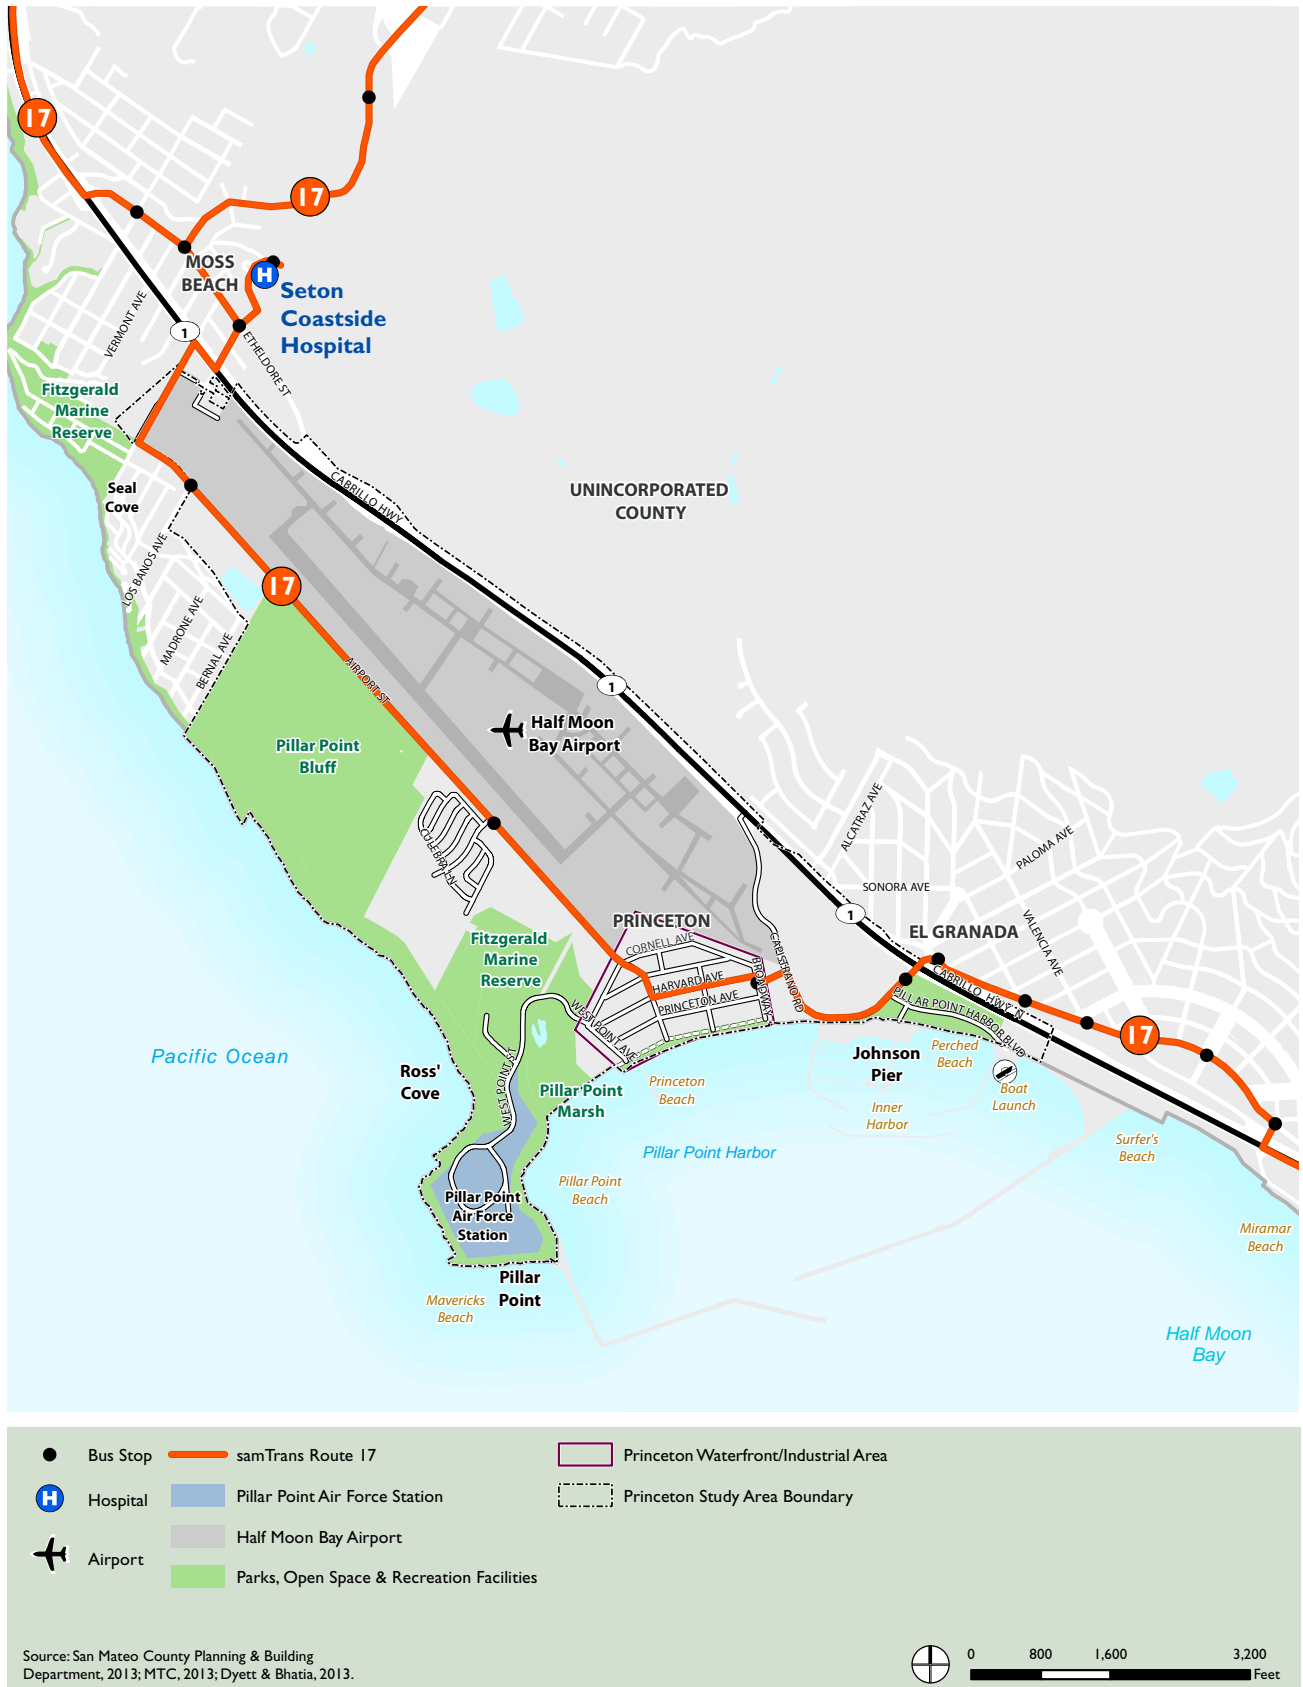 17
17
MOSS
BEACH
H
Seton
Coastside
Hospital
VERMONT AVE
1
ETHELDORE ST
Fitzgerald
Marine
Reserve
Seal
Cove
CABRILLO HWY
UNINCORPORATED
COUNTY
LOS BANOS AVE
17
MADRONE AVE
BERNAL AVE
AIRPORT ST
1
Half Moon
Bay Airport
Pillar Point
Bluff
CULEBRA LN
ALCATRAZ AVE
PALOMA AVE
SONORA AVE
1
PRINCETON
EL GRANADA
VALENCIA AVE
Fitzgerald
Marine
Reserve
CORNELL AVE
CAPISTRANO RD
BROADWAY
HARVARD AVE
PRINCETON AVE
CABRILLO HWY N
PILLAR POINT HARBOR BLVD
WEST POINT AVE
17
Pacific Ocean
Ross'
Cove
WEST POINT ST
Johnson
Pier
Perched
Beach
Pillar Point
Marsh
Princeton
Beach
Boat
Launch
Inner
Harbor
Surfer's
Beach
Pillar Point Harbor
Pillar Point
Beach
Pillar Point
Air Force
Station
Miramar
Beach
Pillar
Point
Mavericks
Beach
Half Moon
Bay
Bus Stop
samTrans Route 17
Princeton Waterfront/Industrial Area
H
Hospital
Pillar Point Air Force Station
Princeton Study Area Boundary
Airport
Half Moon Bay Airport
Parks, Open Space & Recreation Facilities
Source: San Mateo County Planning & Building
Department, 2013; MTC, 2013; Dyett & Bhatia, 2013.
0 800 1,600 3,200
Feet